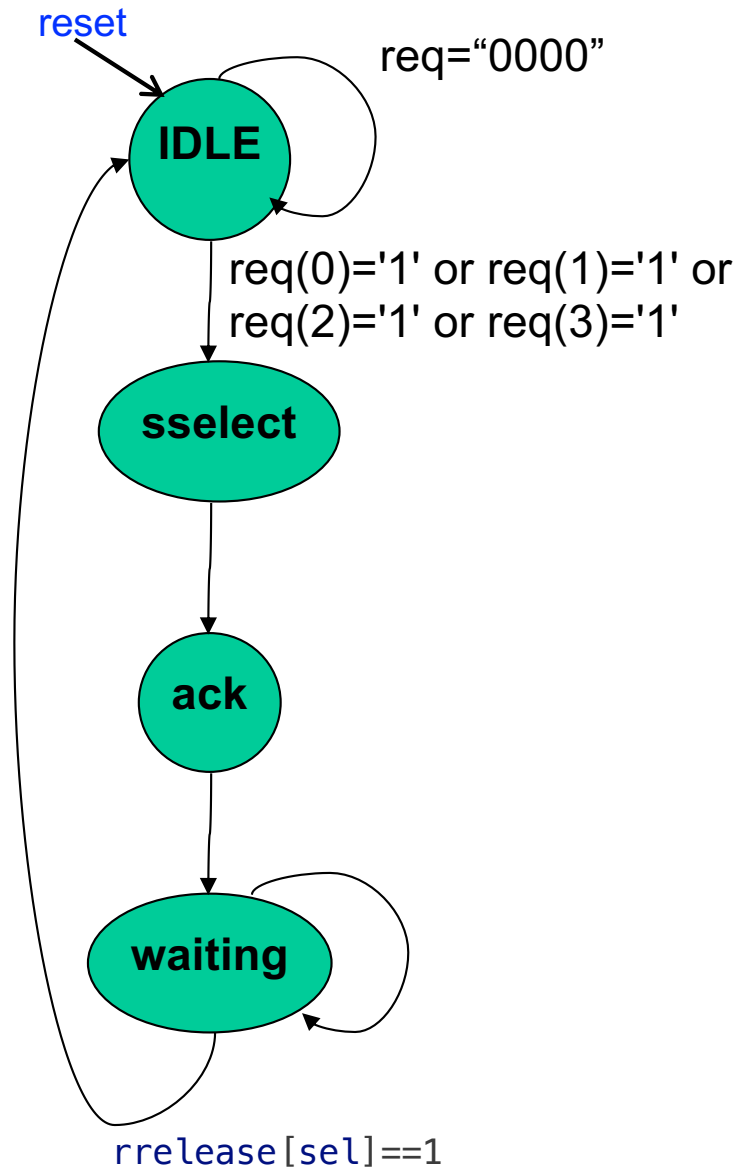 reset
req=“0000”
IDLE
req(0)='1' or req(1)='1' or
req(2)='1' or req(3)='1'
sselect
ack
waiting
rrelease[sel]==1